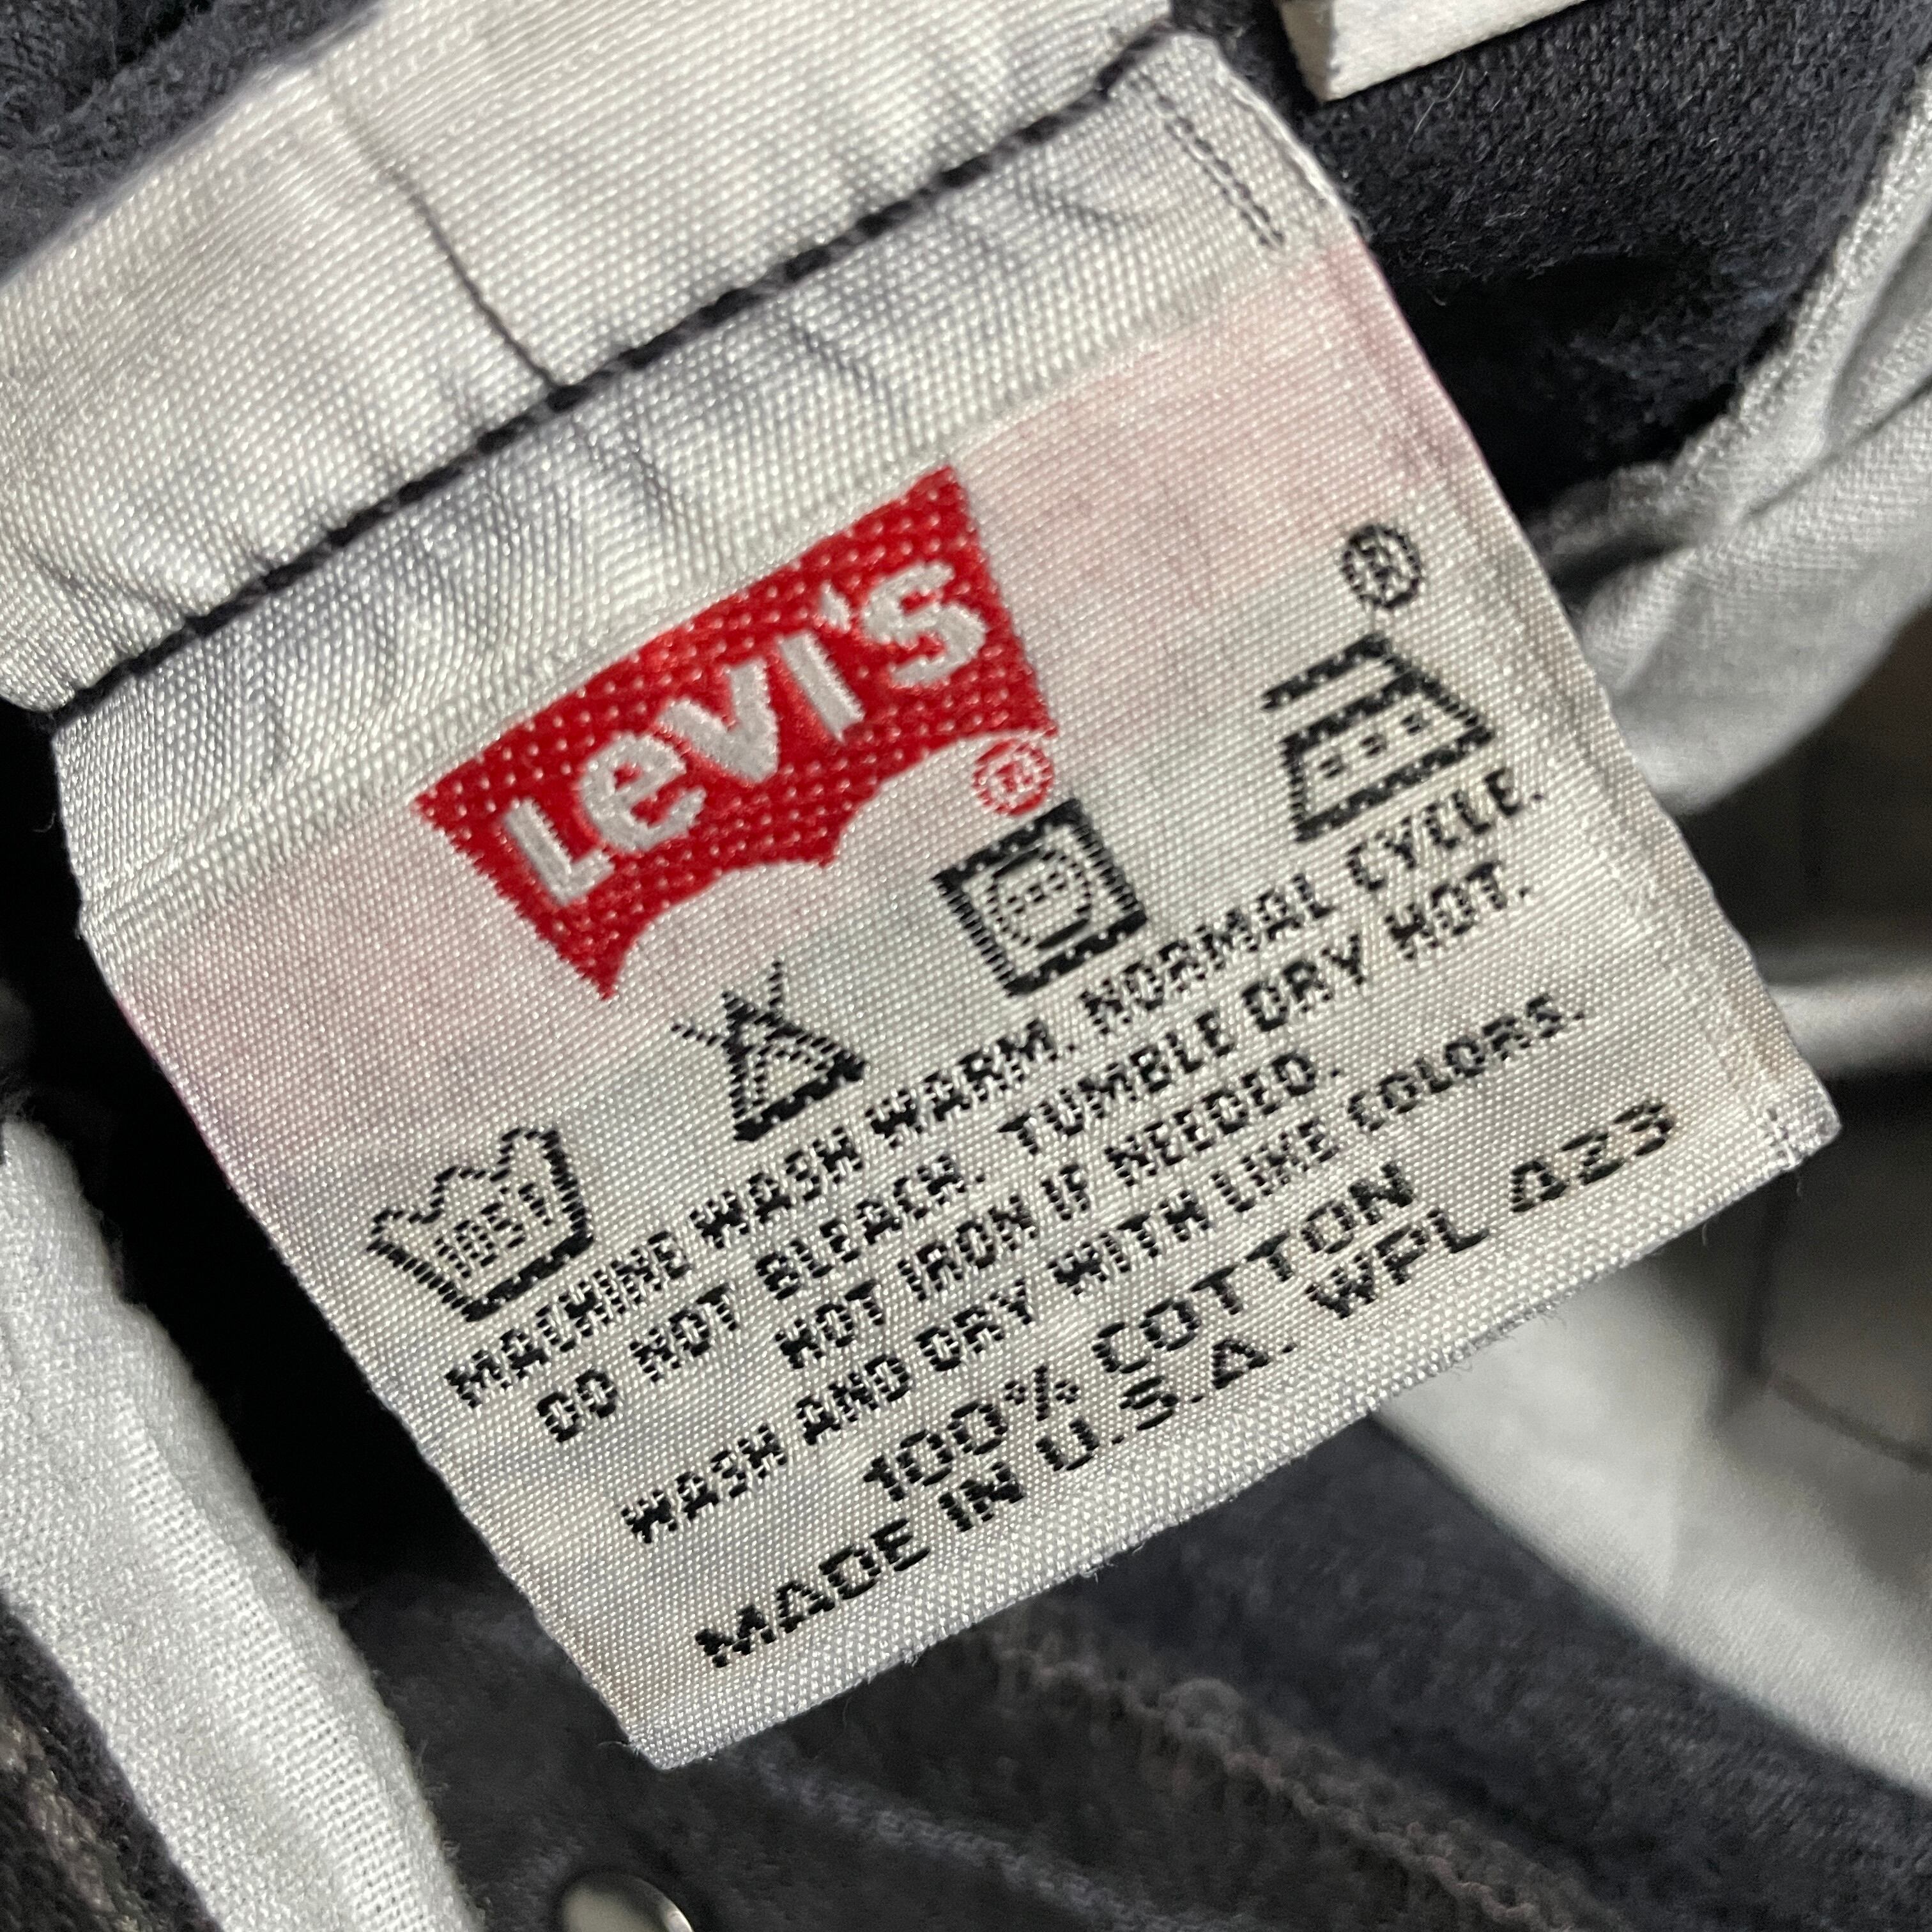 Levi's
®
®
105F
MACHINE WASH WARM. NORMAL CYCLE.
DO NOT BLEACH. TUMBLE DRY HOT.
HOT IRON IF NEEDED.
WASH AND DRY WITH LIKE COLORS.
100% COTTON
MADE IN U.S.A. WPL 423